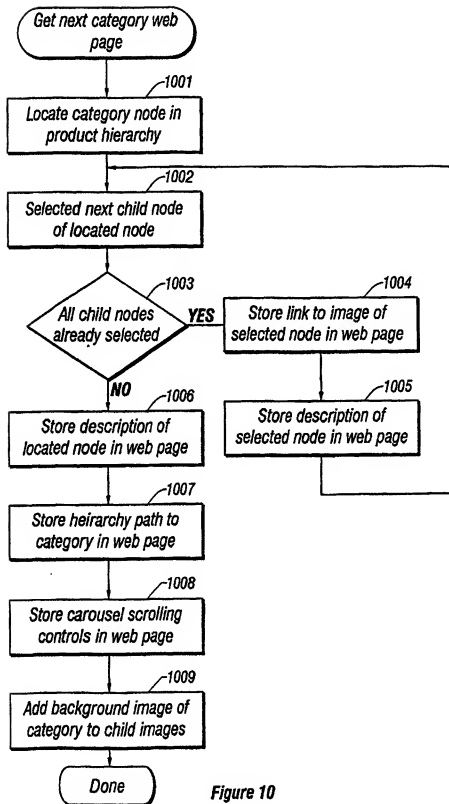 Get next category web
page
1001
Locate category node in
product hierarchy
1002
Selected next child node
of located node
1003
All child nodes
already selected
YES
1004
Store link to image of
selected node in web page
1005
Store description of
selected node in web page
NO
1006
Store description of
located node in web page
1007
Store heirarchy path to
category in web page
1008
Store carousel scrolling
controls in web page
1009
Add background image of
category to child images
Done
Figure 10